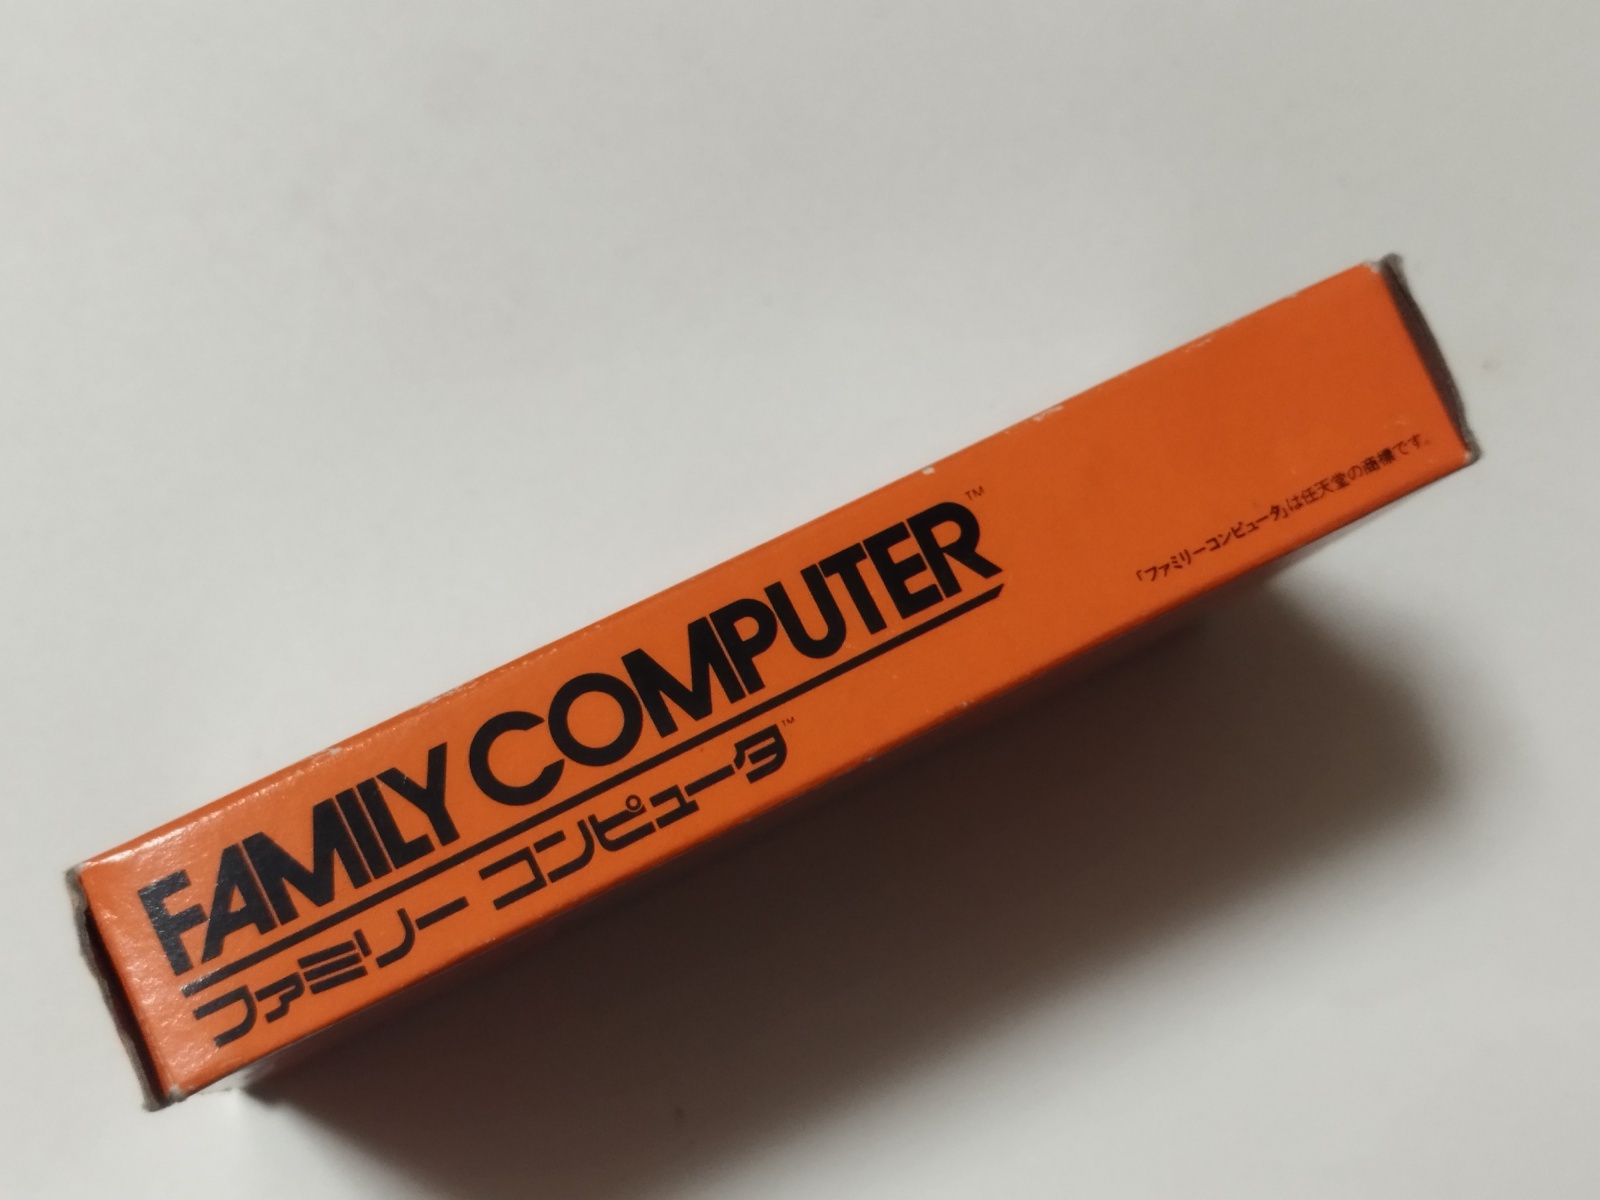 FAMILY COMPUTER™
ファミリー コンピュータ™
「ファミリーコンピュータ」は任天堂の商標です。